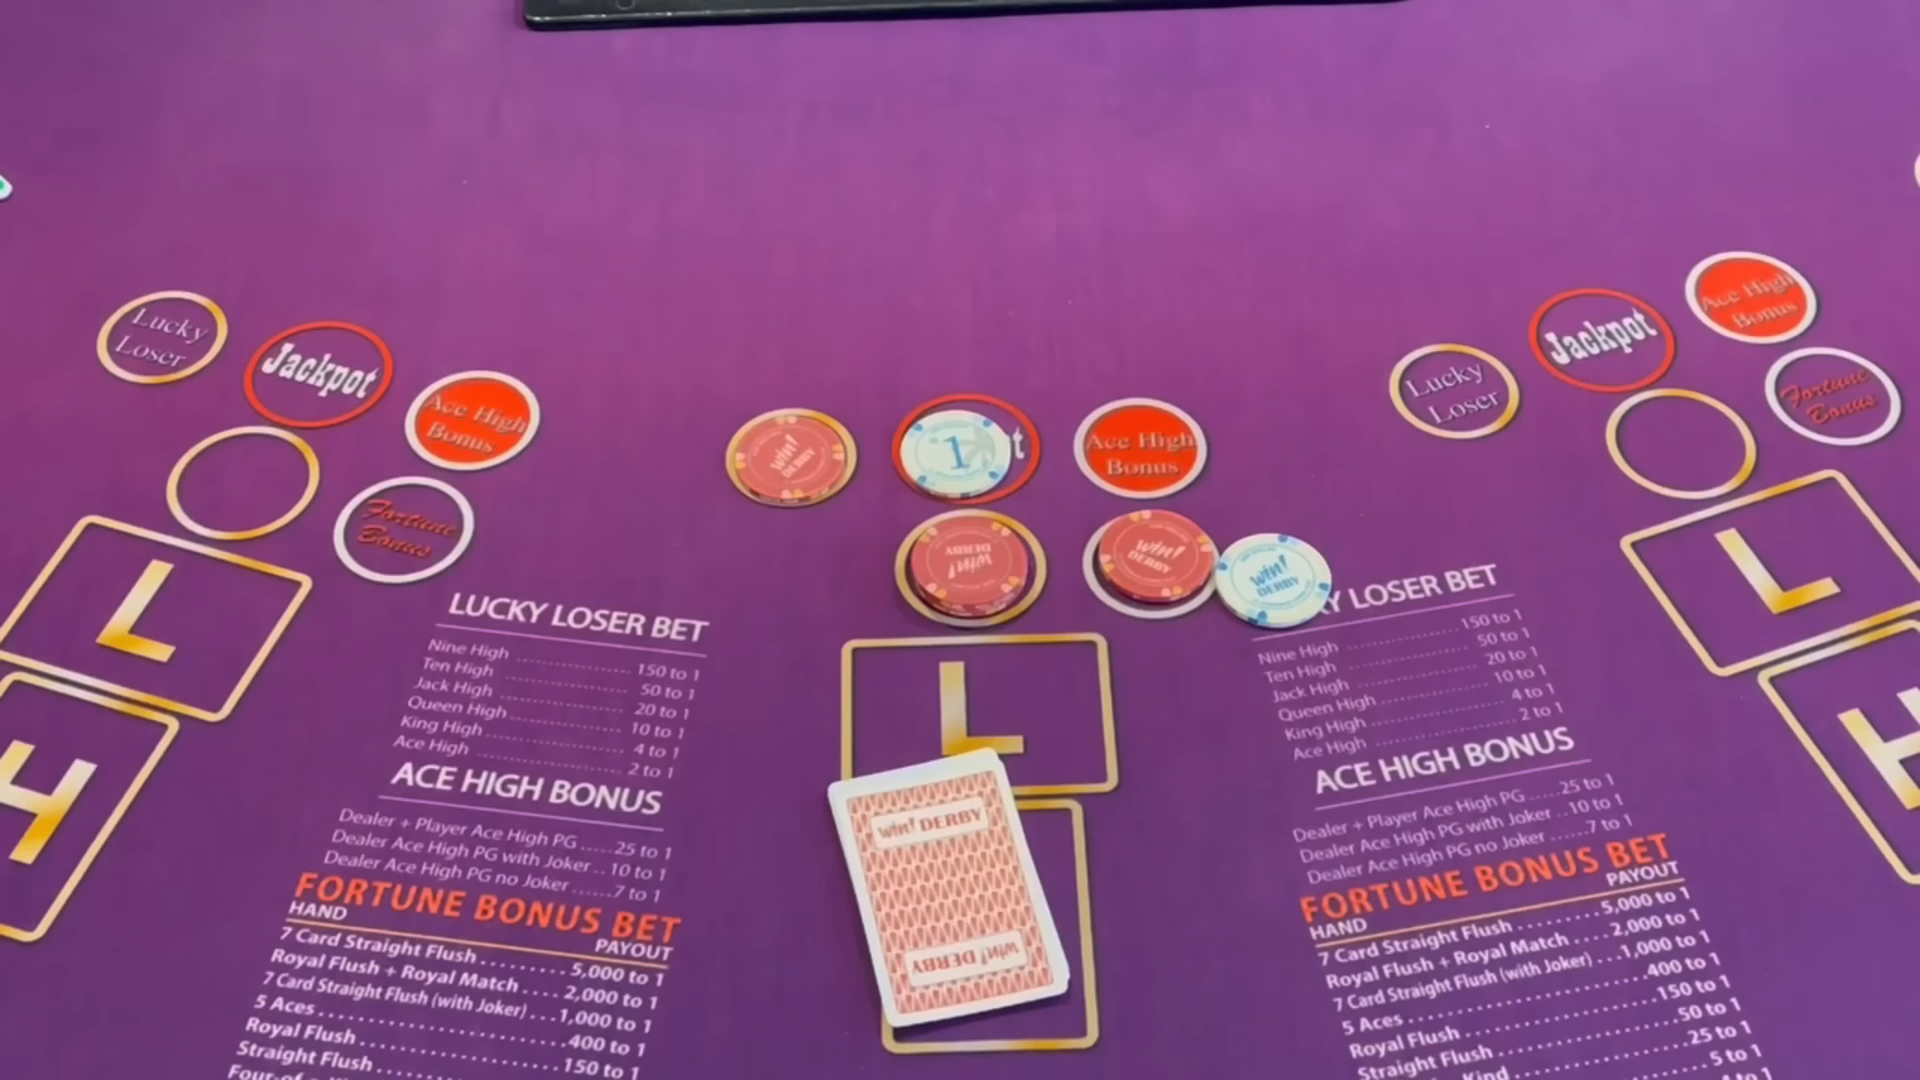 Lucky
Loser
Jackpot
Ace High
Bonus
Fortune
Bonus
L
H
win!
DERBY
1
t
Ace High
Bonus
win!
DERBY
win!
DERBY
win!
DERBY
L
win! DERBY
win! DERBY
Lucky
Loser
Jackpot
Ace High
Bonus
Fortune
Bonus
L
H
LUCKY LOSER BET
Nine High .................... 150 to 1
Ten High .................... 50 to 1
Jack High .................... 20 to 1
Queen High .................... 10 to 1
King High .................... 4 to 1
Ace High .................... 2 to 1
ACE HIGH BONUS
Dealer + Player Ace High PG .....25 to 1
Dealer Ace High PG with Joker .. 10 to 1
Dealer Ace High PG no Joker ......7 to 1
FORTUNE BONUS BET
HAND PAYOUT
7 Card Straight Flush ......... 5,000 to 1
Royal Flush + Royal Match .... 2,000 to 1
7 Card Straight Flush (with Joker) ...1,000 to 1
5 Aces .................... 400 to 1
Royal Flush .................... 150 to 1
Straight Flush
Y LOSER BET
Nine High .................... 150 to 1
Ten High .................... 50 to 1
Jack High .................... 20 to 1
Queen High .................... 10 to 1
King High .................... 4 to 1
Ace High .................... 2 to 1
ACE HIGH BONUS
Dealer + Player Ace High PG .....25 to 1
Dealer Ace High PG with Joker ..10 to 1
Dealer Ace High PG no Joker ......7 to 1
FORTUNE BONUS BET
HAND PAYOUT
7 Card Straight Flush ........ 5,000 to 1
Royal Flush + Royal Match .... 2,000 to 1
7 Card Straight Flush (with Joker) ...1,000 to 1
5 Aces .................... 400 to 1
Royal Flush .................... 150 to 1
Straight Flush .................... 50 to 1
Kind .................... 25 to 1
5 to 1